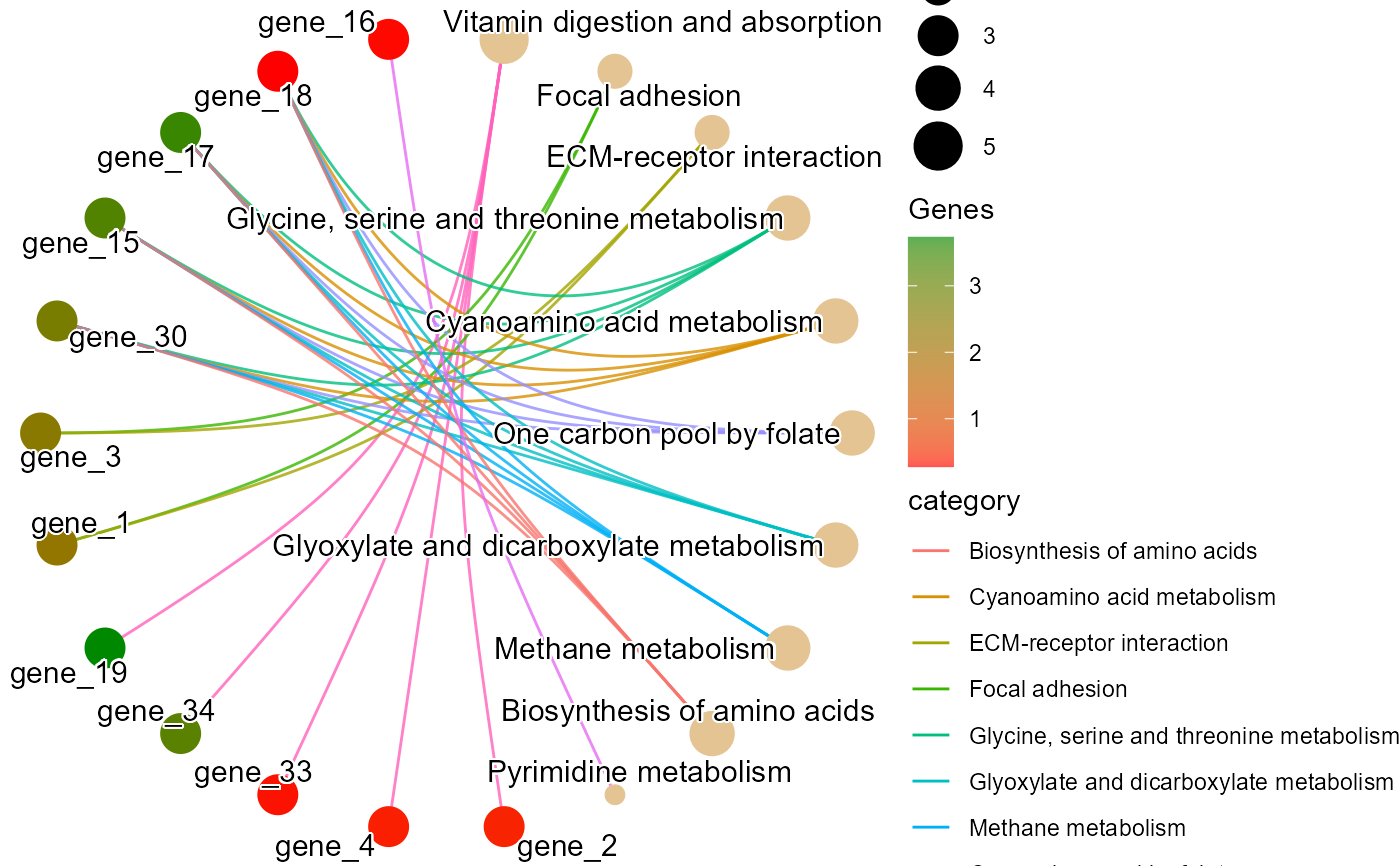 gene_16
Vitamin digestion and absorption
gene_18
Focal adhesion
gene_17
ECM-receptor interaction
gene_15
Glycine, serine and threonine metabolism
gene_30
Cyanoamino acid metabolism
gene_3
One carbon pool by folate
gene_1
Glyoxylate and dicarboxylate metabolism
gene_19
Methane metabolism
gene_34
Biosynthesis of amino acids
gene_33
Pyrimidine metabolism
gene_4
gene_2
3
4
5
Genes
3
2
1
category
Biosynthesis of amino acids
Cyanoamino acid metabolism
ECM-receptor interaction
Focal adhesion
Glycine, serine and threonine metabolism
Glyoxylate and dicarboxylate metabolism
Methane metabolism